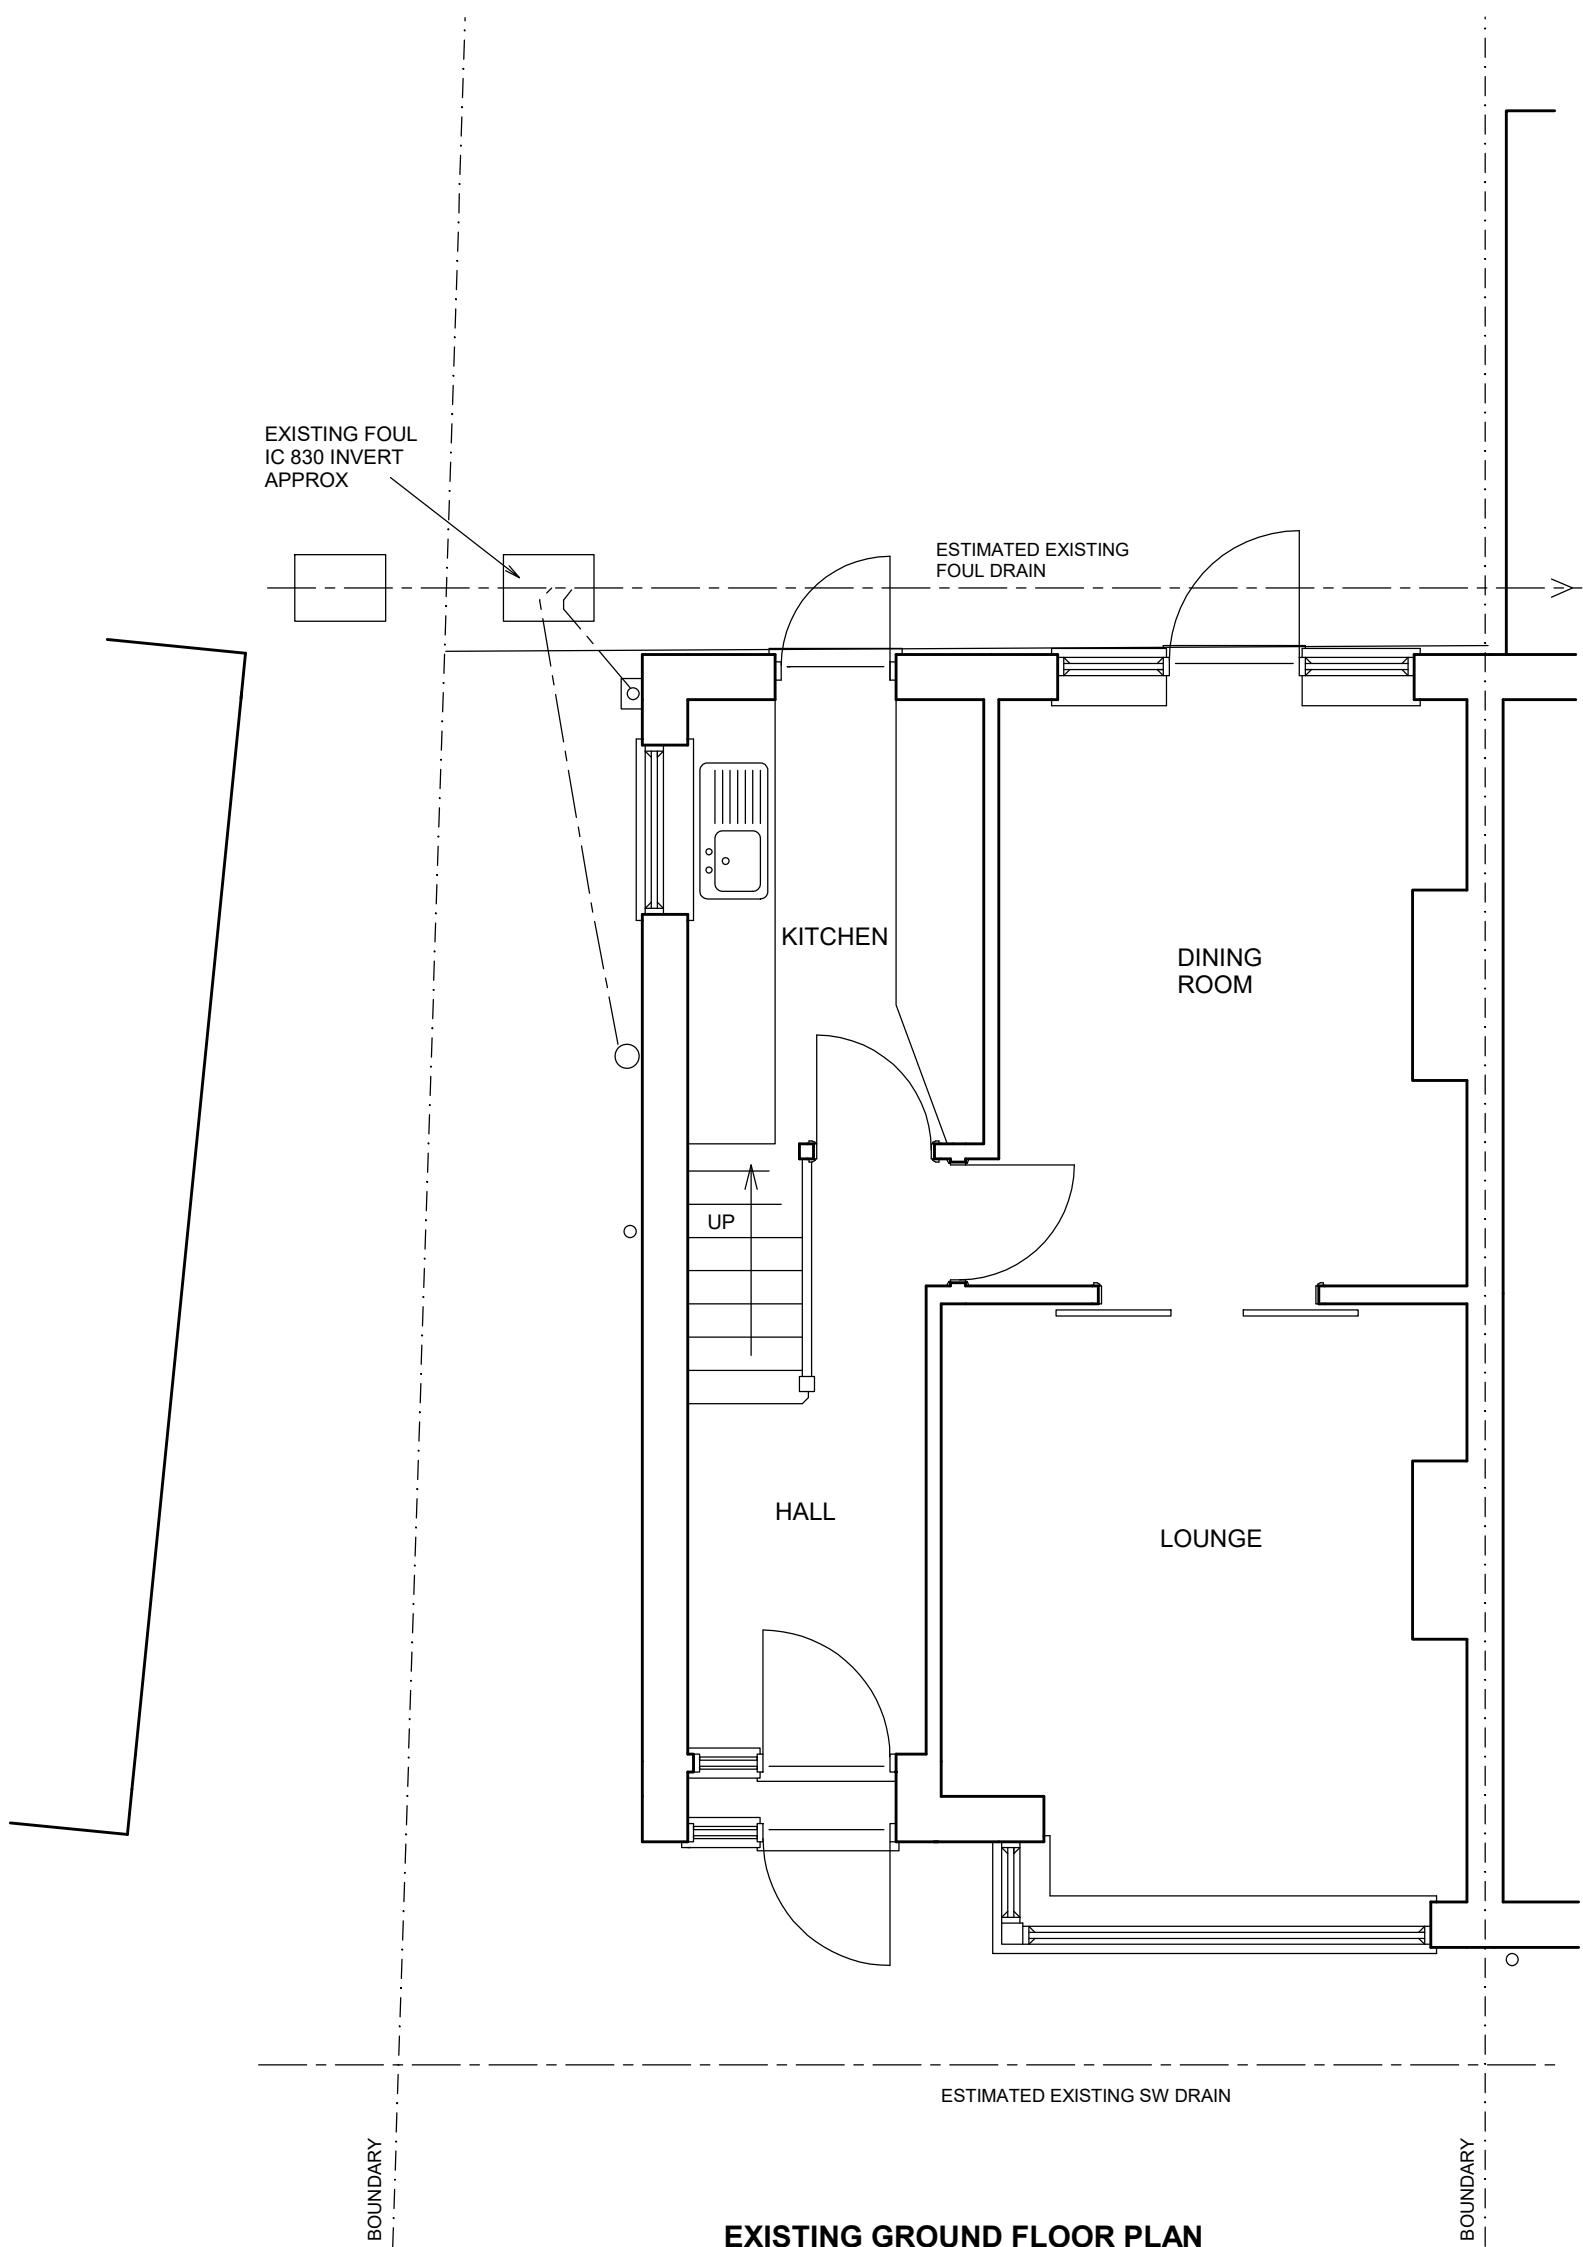 EXISTING FOUL
IC 830 INVERT
APPROX
ESTIMATED EXISTING
FOUL DRAIN
KITCHEN
DINING
ROOM
UP
HALL
LOUNGE
ESTIMATED EXISTING SW DRAIN
BOUNDARY
BOUNDARY
EXISTING GROUND FLOOR PLAN